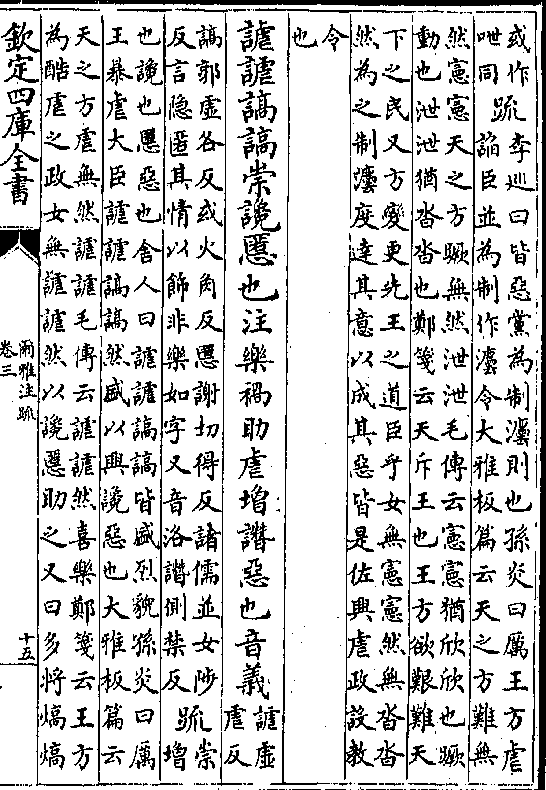 或作疏李巡曰皆惡黨為制灋則也孫炎曰厲王方虐
呭同諂臣並為制作灋令大雅板篇云天之方難無
然憲憲天之方蹶無然泄泄毛傳云憲憲猶欣欣也蹶
動也泄泄猶沓沓也鄭箋云天斥王也王方欲艱難天
下之民又方變更先王之道臣乎女無憲憲然無沓沓
然為之制灋度達其意以成其惡皆是佐興虐政設教
令
也
謔謔謞謞崇讒慝也注樂禍助虐增譖惡也音義謔虛
虐反
謞郭虛各反或火角反慝謝切得反諸儒並女陟疏崇
反言隐匿其情以飾非樂如字又音洛譖側禁反增
也讒也慝惡也舍人曰謔謔謞謞皆盛烈貌孫炎曰厲
王暴虐大臣謔謔謞謞然盛以興讒惡也大雅板篇云
天之方虐無然謔謔毛傳云謔謔然喜樂鄭箋云王方
為酷虐之政女無謔謔然以讒慝助之又曰多將熇熇
欽定四庫全書
爾雅注疏
卷三
十五